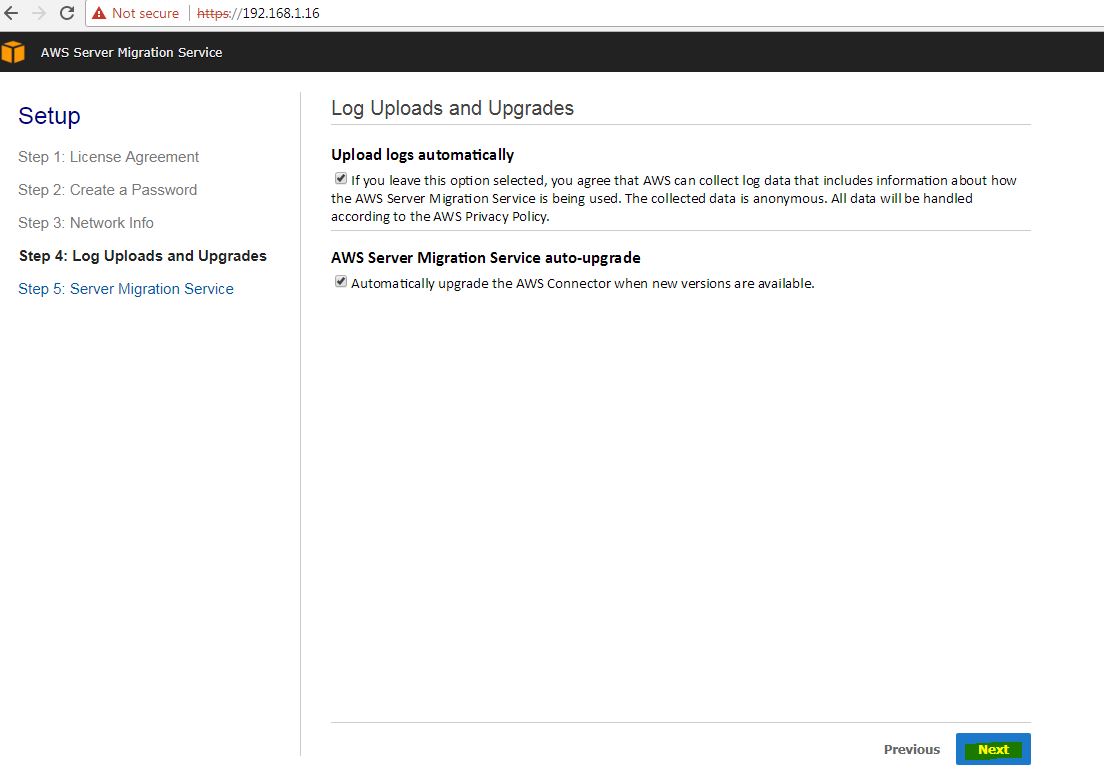 Not secure https://192.168.1.16
AWS Server Migration Service
Setup
Step 1: License Agreement
Step 2: Create a Password
Step 3: Network Info
Step 4: Log Uploads and Upgrades
Step 5: Server Migration Service
Log Uploads and Upgrades
Upload logs automatically
If you leave this option selected, you agree that AWS can collect log data that includes information about how
the AWS Server Migration Service is being used. The collected data is anonymous. All data will be handled
according to the AWS Privacy Policy.
AWS Server Migration Service auto-upgrade
Automatically upgrade the AWS Connector when new versions are available.
Previous Next